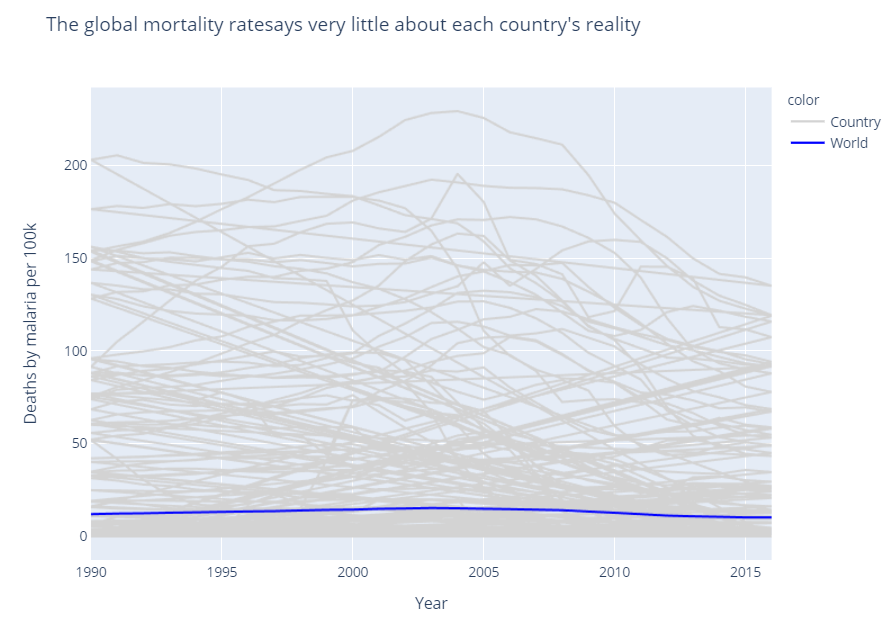 The global mortality ratesays very little about each country's reality
color
Country
World
Deaths by malaria per 100k
200
150
100
50
0
1990
1995
2000
2005
2010
2015
Year